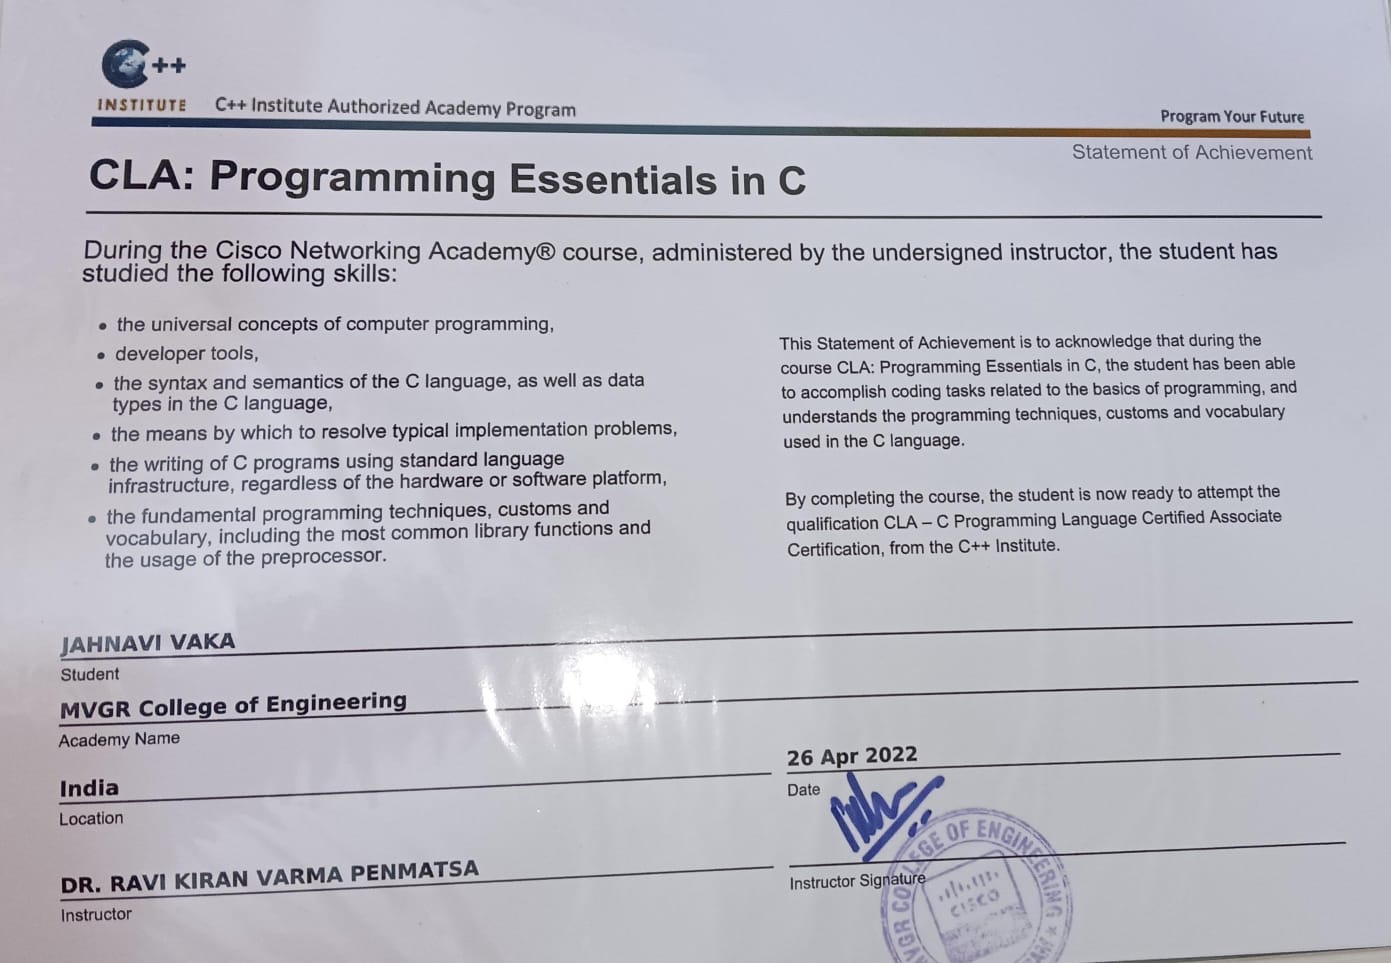 C++
INSTITUTE
C++ Institute Authorized Academy Program
Program Your Future
Statement of Achievement
CLA: Programming Essentials in C
During the Cisco Networking Academy® course, administered by the undersigned instructor, the student has
studied the following skills:
• the universal concepts of computer programming,
• developer tools,
• the syntax and semantics of the C language, as well as data
types in the C language,
• the means by which to resolve typical implementation problems,
• the writing of C programs using standard language
infrastructure, regardless of the hardware or software platform,
• the fundamental programming techniques, customs and
vocabulary, including the most common library functions and
the usage of the preprocessor.
This Statement of Achievement is to acknowledge that during the
course CLA: Programming Essentials in C, the student has been able
to accomplish coding tasks related to the basics of programming, and
understands the programming techniques, customs and vocabulary
used in the C language.
By completing the course, the student is now ready to attempt the
qualification CLA – C Programming Language Certified Associate
Certification, from the C++ Institute.
JAHNAVI VAKA
Student
MVGR College of Engineering
Academy Name
India
Location
26 Apr 2022
Date
DR. RAVI KIRAN VARMA PENMATSA
Instructor
Instructor Signature
MVGR COLLEGE OF ENGINEERING
CISCO